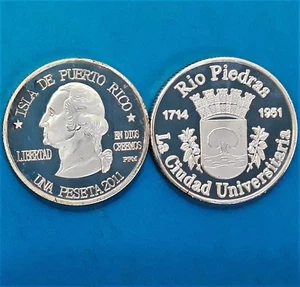 ISLA DE PUERTO RICO
LIBERTAD
EN DIOS
CREEMOS
UNA PESETA 2011
Rio Piedras
1714
1951
La Ciudad Universitaria